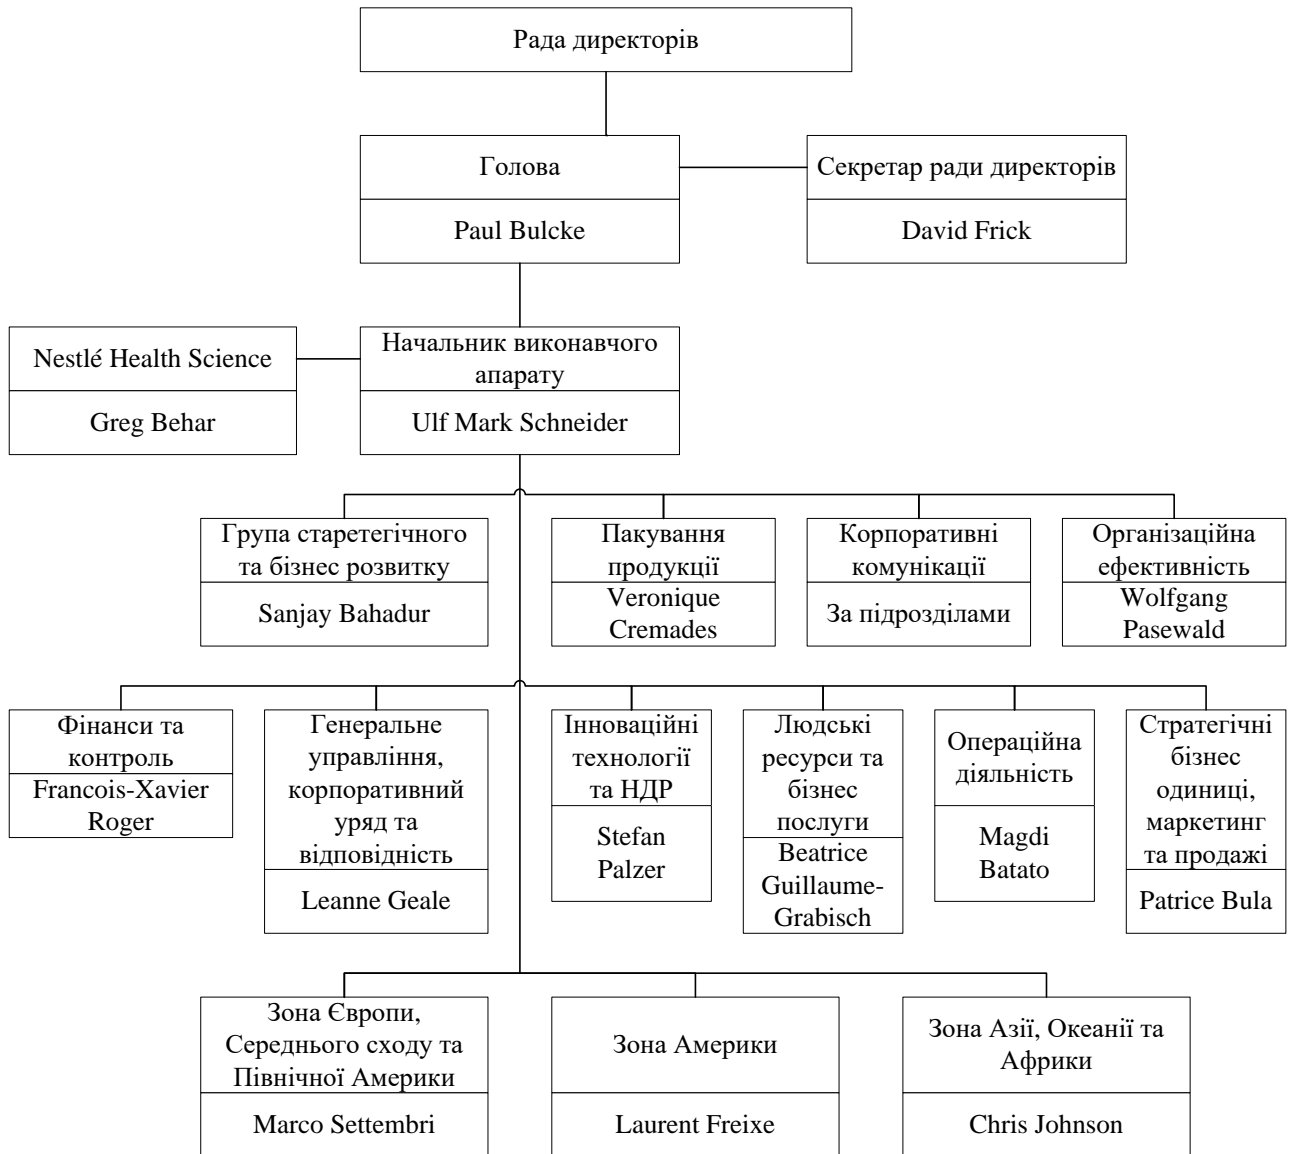 Рада директорів
Голова
Paul Bulcke
Секретар ради директорів
David Frick
Nestlé Health Science
Greg Behar
Начальник виконавчого
апарату
Ulf Mark Schneider
Група старетегічного
та бізнес розвитку
Sanjay Bahadur
Пакування
продукції
Veronique
Cremades
Корпоративні
комунікації
За підрозділами
Організаційна
ефективність
Wolfgang
Pasewald
Фінанси та
контроль
Francois-Xavier
Roger
Генеральне
управління,
корпоративний
уряд та
відповідність
Leanne Geale
Інноваційні
технології
та НДР
Stefan
Palzer
Людські
ресурси та
бізнес
послуги
Beatrice
Guillaume-
Grabisch
Операційна
діяльність
Magdi
Batato
Стратегічні
бізнес
одиниці,
маркетинг
та продажі
Patrice Bula
Зона Європи,
Середнього сходу та
Північної Америки
Marco Settembri
Зона Америки
Laurent Freixe
Зона Азії, Океанії та
Африки
Chris Johnson